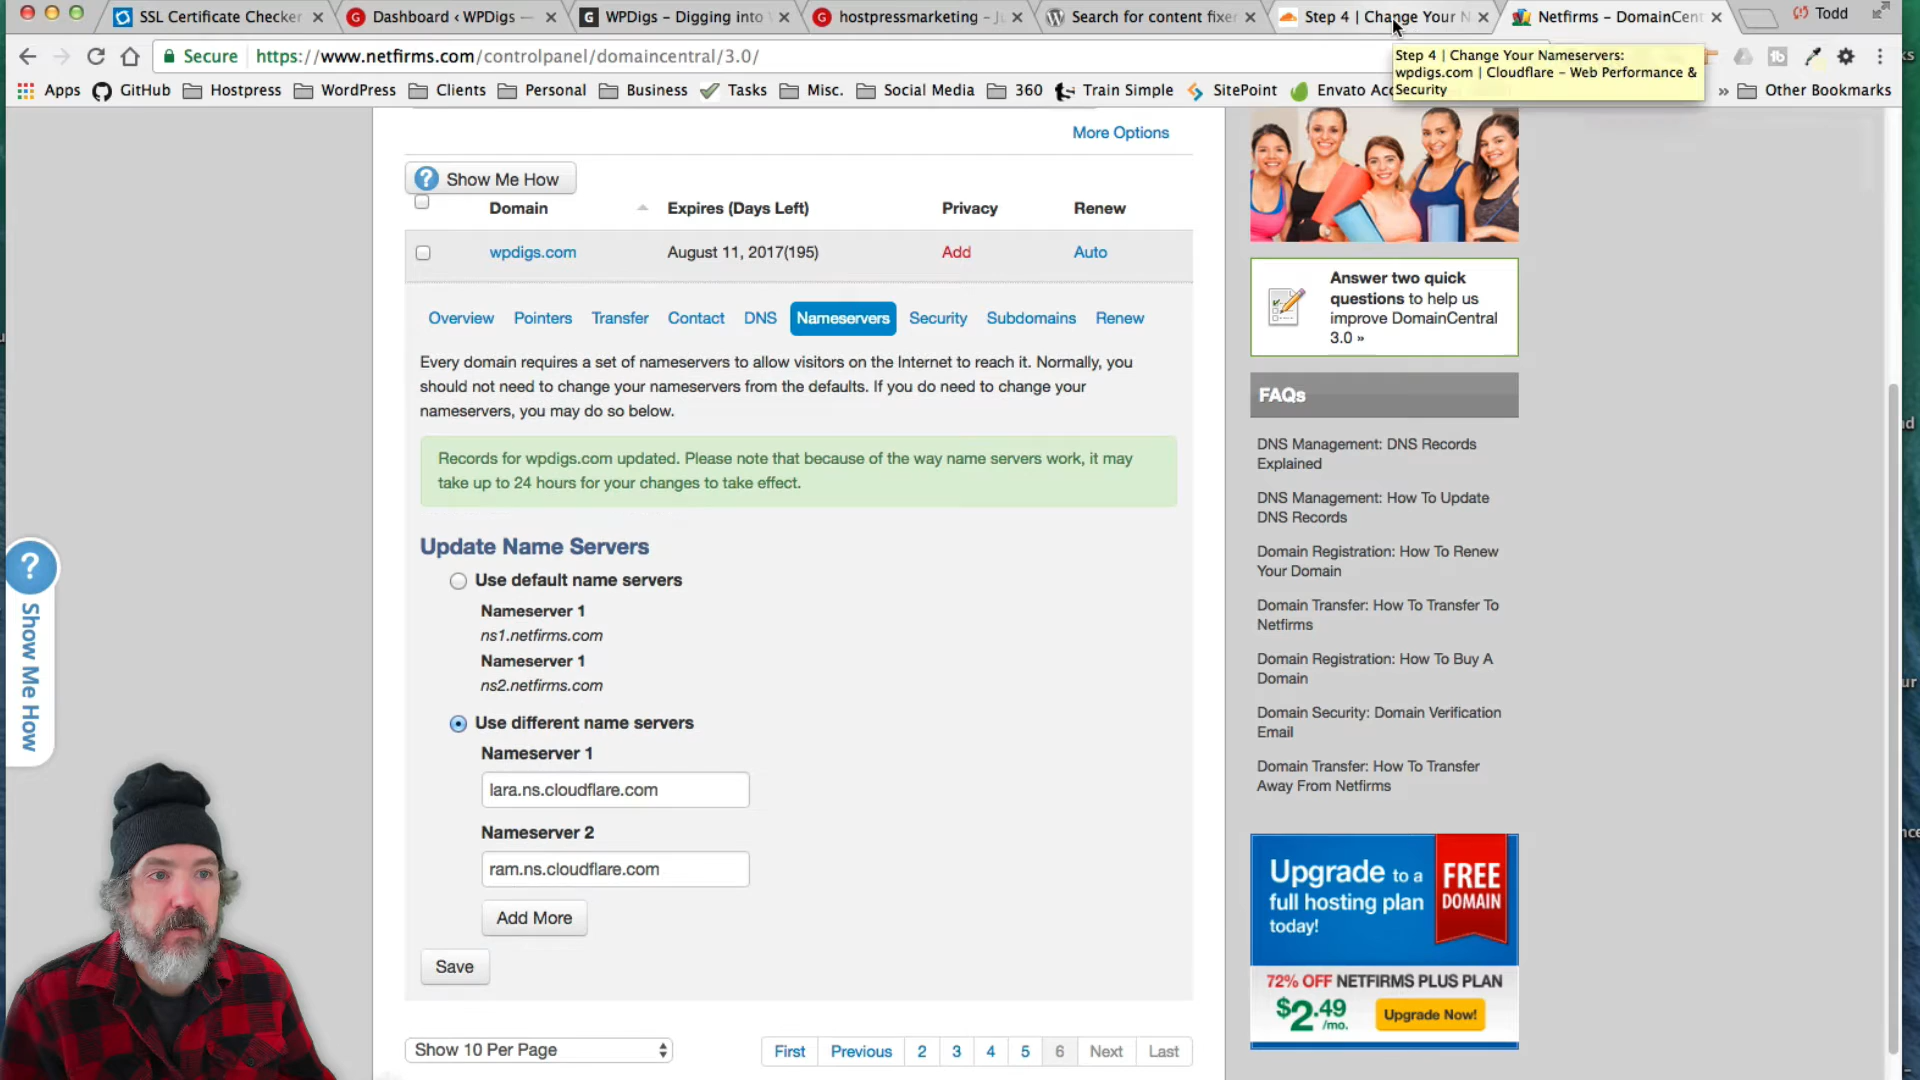 SSL Certificate Checker
Dashboard ‹ WPDigs —
WPDigs – Digging into
hostpressmarketing –
Search for content fixer
Step 4 | Change Your N
Netfirms – DomainCent
Todd
Secure
https://www.netfirms.com/controlpanel/domaincentral/3.0/
Step 4 | Change Your Nameservers:
wpdigs.com | Cloudflare – Web Performance &
Security
Apps
GitHub
Hostpress
WordPress
Clients
Personal
Business
Tasks
Misc.
Social Media
360
Train Simple
SitePoint
Envato Acc
»
Other Bookmarks
More Options
Show Me How
Domain
Expires (Days Left)
Privacy
Renew
wpdigs.com
August 11, 2017(195)
Add
Auto
Overview
Pointers
Transfer
Contact
DNS
Nameservers
Security
Subdomains
Renew
Every domain requires a set of nameservers to allow visitors on the Internet to reach it. Normally, you
should not need to change your nameservers from the defaults. If you do need to change your
nameservers, you may do so below.
Records for wpdigs.com updated. Please note that because of the way name servers work, it may
take up to 24 hours for your changes to take effect.
Update Name Servers
Use default name servers
Nameserver 1
ns1.netfirms.com
Nameserver 1
ns2.netfirms.com
Use different name servers
Nameserver 1
lara.ns.cloudflare.com
Nameserver 2
ram.ns.cloudflare.com
Add More
Save
Show 10 Per Page
First
Previous
2
3
4
5
6
Next
Last
? Show Me How
Answer two quick
questions to help us
improve DomainCentral
3.0 »
FAQs
DNS Management: DNS Records
Explained
DNS Management: How To Update
DNS Records
Domain Registration: How To Renew
Your Domain
Domain Transfer: How To Transfer To
Netfirms
Domain Registration: How To Buy A
Domain
Domain Security: Domain Verification
Email
Domain Transfer: How To Transfer
Away From Netfirms
Upgrade to a
full hosting plan
today!
FREE
DOMAIN
72% OFF NETFIRMS PLUS PLAN
$2.49
/mo.
Upgrade Now!